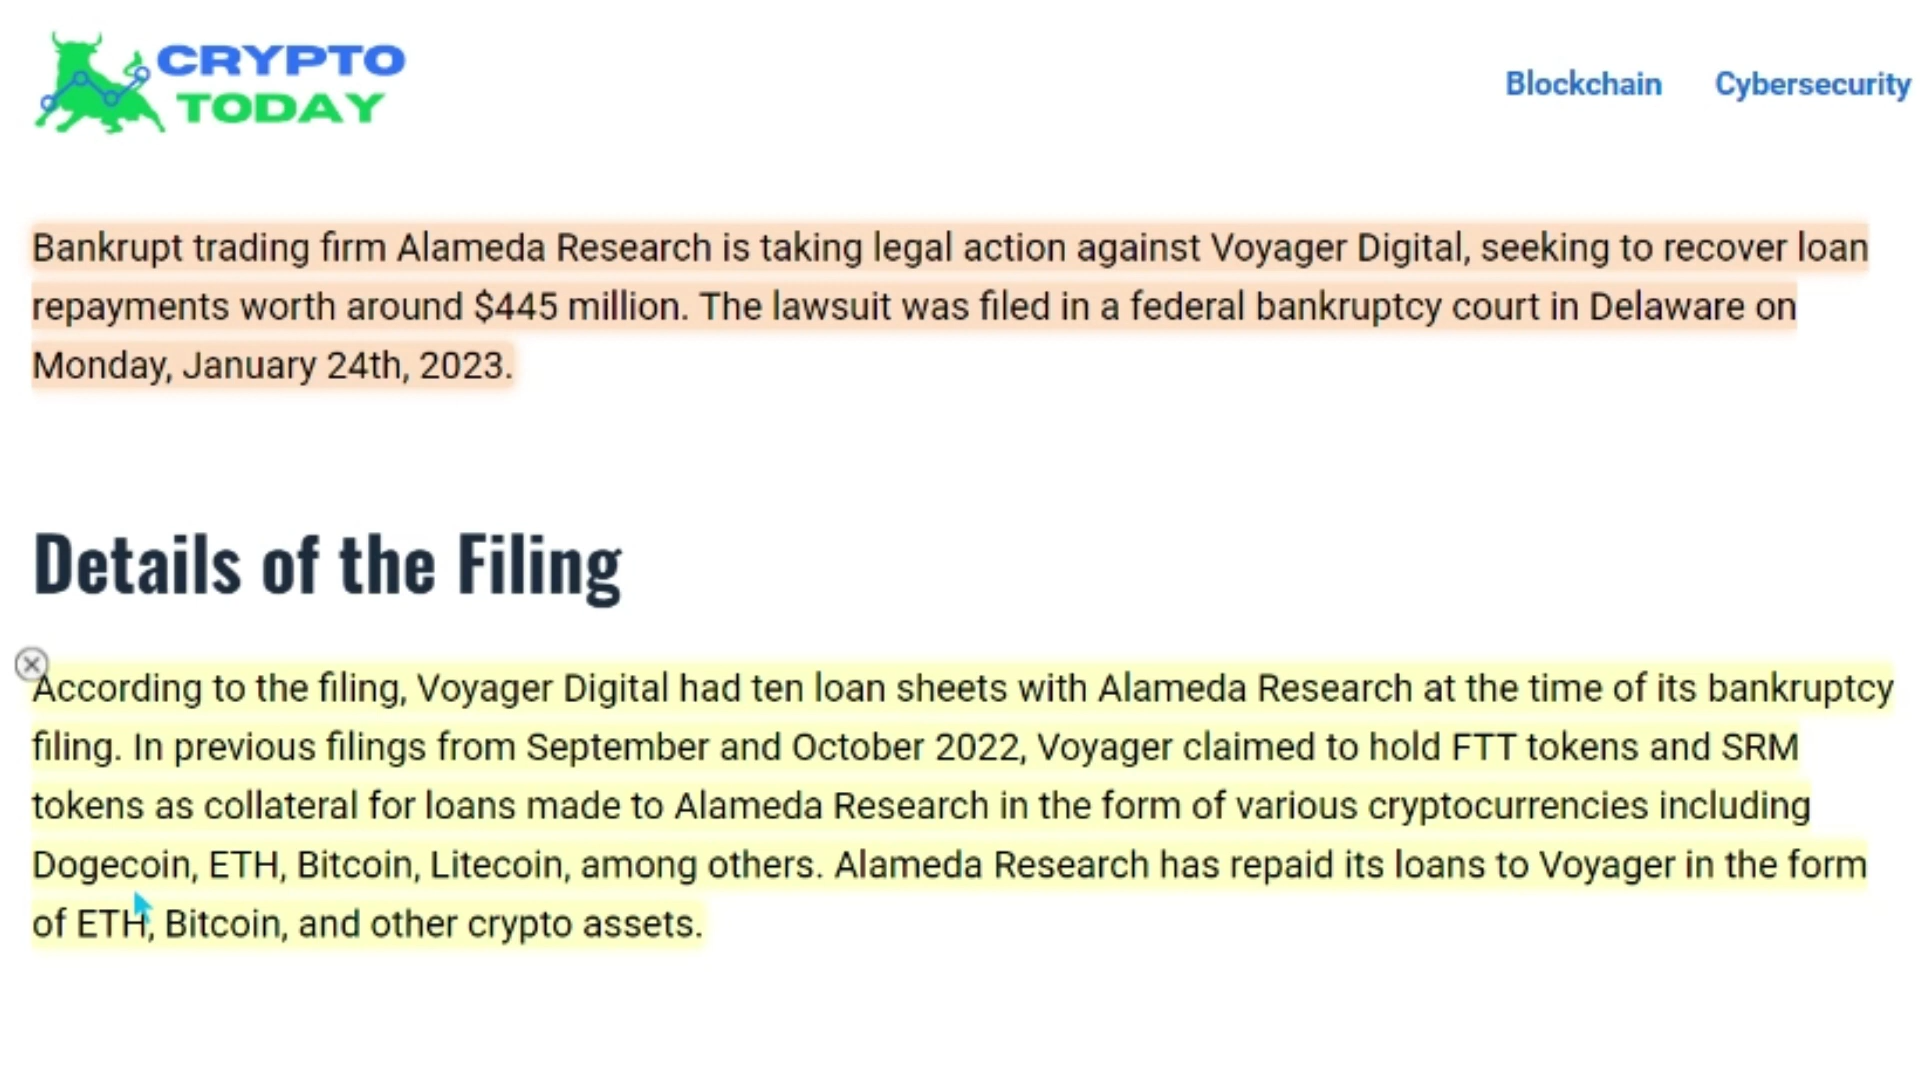 CRYPTO
TODAY
Blockchain
Cybersecurity
Bankrupt trading firm Alameda Research is taking legal action against Voyager Digital, seeking to recover loan
repayments worth around $445 million. The lawsuit was filed in a federal bankruptcy court in Delaware on
Monday, January 24th, 2023.
Details of the Filing
According to the filing, Voyager Digital had ten loan sheets with Alameda Research at the time of its bankruptcy
filing. In previous filings from September and October 2022, Voyager claimed to hold FTT tokens and SRM
tokens as collateral for loans made to Alameda Research in the form of various cryptocurrencies including
Dogecoin, ETH, Bitcoin, Litecoin, among others. Alameda Research has repaid its loans to Voyager in the form
of ETH, Bitcoin, and other crypto assets.